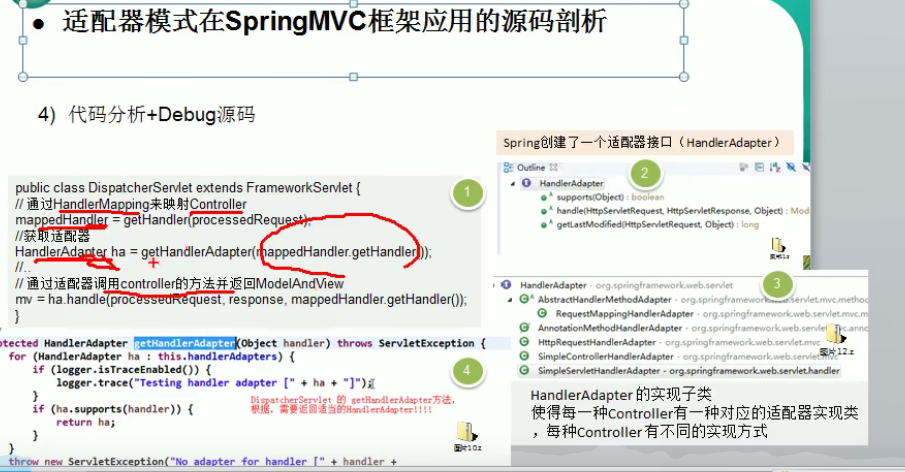 ● 适配器模式在SpringMVC框架应用的源码剖析
4) 代码分析+Debug源码
public class DispatcherServlet extends FrameworkServlet {
// 通过HandlerMapping来映射Controller
mappedHandler = getHandler(processedRequest);
//获取适配器
HandlerAdapter ha = getHandlerAdapter(mappedHandler.getHandler());
//..
// 通过适配器调用controller的方法并返回ModelAndView
mv = ha.handle(processedRequest, response, mappedHandler.getHandler());
}
1
Spring创建了一个适配器接口（HandlerAdapter）
Outline
2
HandlerAdapter
supports(Object) : boolean
handle(HttpServletRequest, HttpServletResponse, Object) : Mod
getLastModified(HttpServletRequest, Object) : long
3
HandlerAdapter - org.springframework.web.servlet
AbstractHandlerMethodAdapter - org.springframework.web.servlet.mvc.metho
RequestMappingHandlerAdapter - org.springframework.web.servlet.mvc.m
AnnotationMethodHandlerAdapter - org.springframework.web.servlet.mvc.anno
HttpRequestHandlerAdapter - org.springframework.web.servlet.mvc
SimpleControllerHandlerAdapter - org.springframework.web.servlet.mvc
SimpleServletHandlerAdapter - org.springframework.web.servlet.handler
图片12.z
HandlerAdapter 的实现子类
使得每一种Controller有一种对应的适配器实现类
，每种Controller 有不同的实现方式
otected HandlerAdapter getHandlerAdapter(Object handler) throws ServletException {
for (HandlerAdapter ha : this.handlerAdapters) {
if (logger.isTraceEnabled()) {
logger.trace("Testing handler adapter [" + ha + "]");
}
if (ha.supports(handler)) {
return ha;
}
}
throw new ServletException("No adapter for handler [" + handler +
4
DispatcherServlet 的 getHandlerAdapter方法，
根据，需要返回适当的HandlerAdapter!!!!
图片10.z